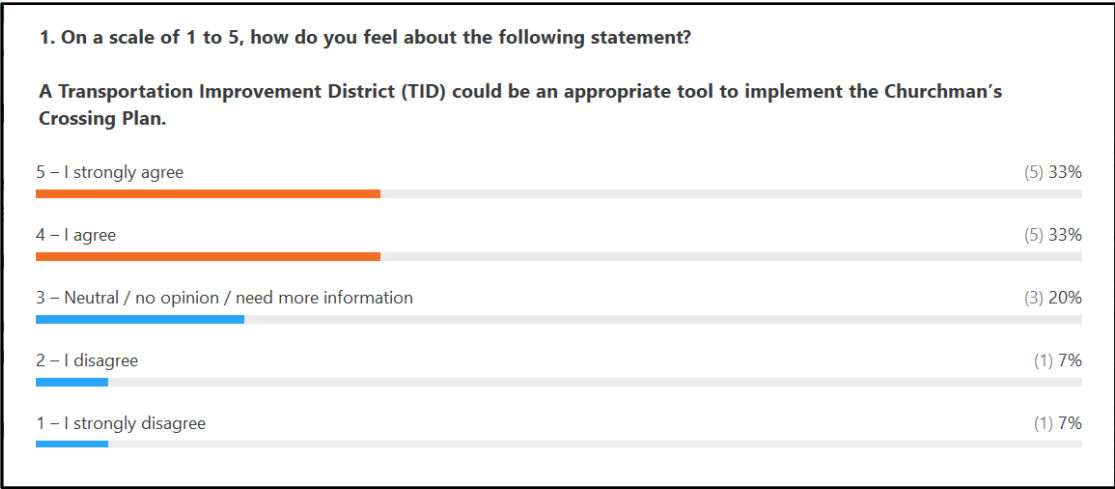 1. On a scale of 1 to 5, how do you feel about the following statement?
A Transportation Improvement District (TID) could be an appropriate tool to implement the Churchman’s
Crossing Plan.
5 – I strongly agree (5) 33%
4 – I agree (5) 33%
3 – Neutral / no opinion / need more information (3) 20%
2 – I disagree (1) 7%
1 – I strongly disagree (1) 7%